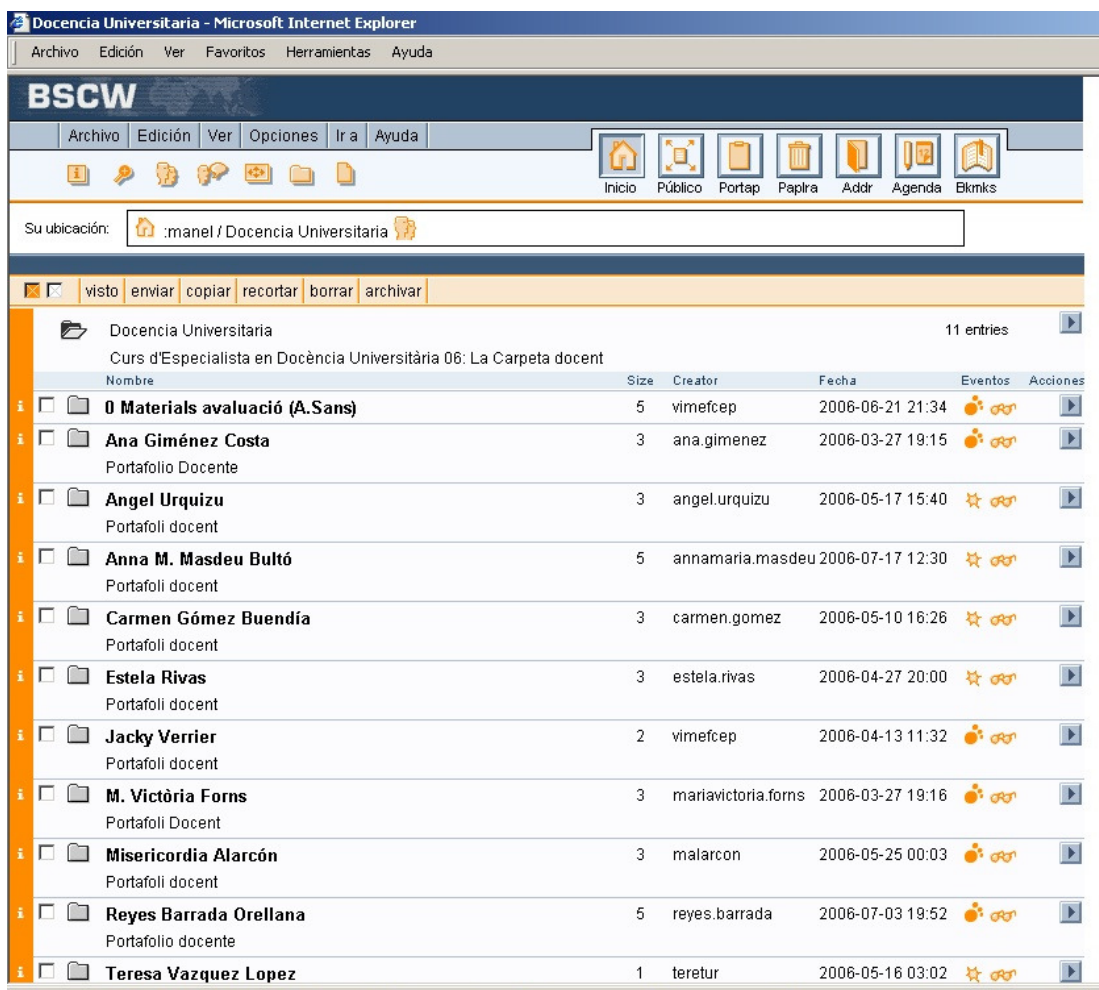 Docencia Universitaria - Microsoft Internet Explorer
Archivo Edición Ver Favoritos Herramientas Ayuda
BSCW
Archivo Edición Ver Opciones Ir a Ayuda
Inicio Público Portap Paplra Addr Agenda Bkmks
Su ubicación: :manel / Docencia Universitaria
visto enviar copiar recortar borrar archivar
Docencia Universitaria 11 entries
Curs d'Especialista en Docència Universitària 06: La Carpeta docent
Nombre Size Creator Fecha Eventos Acciones
i 0 Materials avaluació (A.Sans) 5 vimefcep 2006-06-21 21:34
i Ana Giménez Costa 3 ana.gimenez 2006-03-27 19:15
Portafolio Docente
i Angel Urquizu 3 angel.urquizu 2006-05-17 15:40
Portafoli docent
i Anna M. Masdeu Bultó 5 annamaria.masdeu 2006-07-17 12:30
Portafoli docent
i Carmen Gómez Buendía 3 carmen.gomez 2006-05-10 16:26
Portafoli docent
i Estela Rivas 3 estela.rivas 2006-04-27 20:00
Portafoli docent
i Jacky Verrier 2 vimefcep 2006-04-13 11:32
Portafoli docent
i M. Victòria Forns 3 mariavictoria.forns 2006-03-27 19:16
Portafoli Docent
i Misericordia Alarcón 3 malarcon 2006-05-25 00:03
Portafoli docent
i Reyes Barrada Orellana 5 reyes.barrada 2006-07-03 19:52
Portafolio docente
i Teresa Vazquez Lopez 1 teretur 2006-05-16 03:02